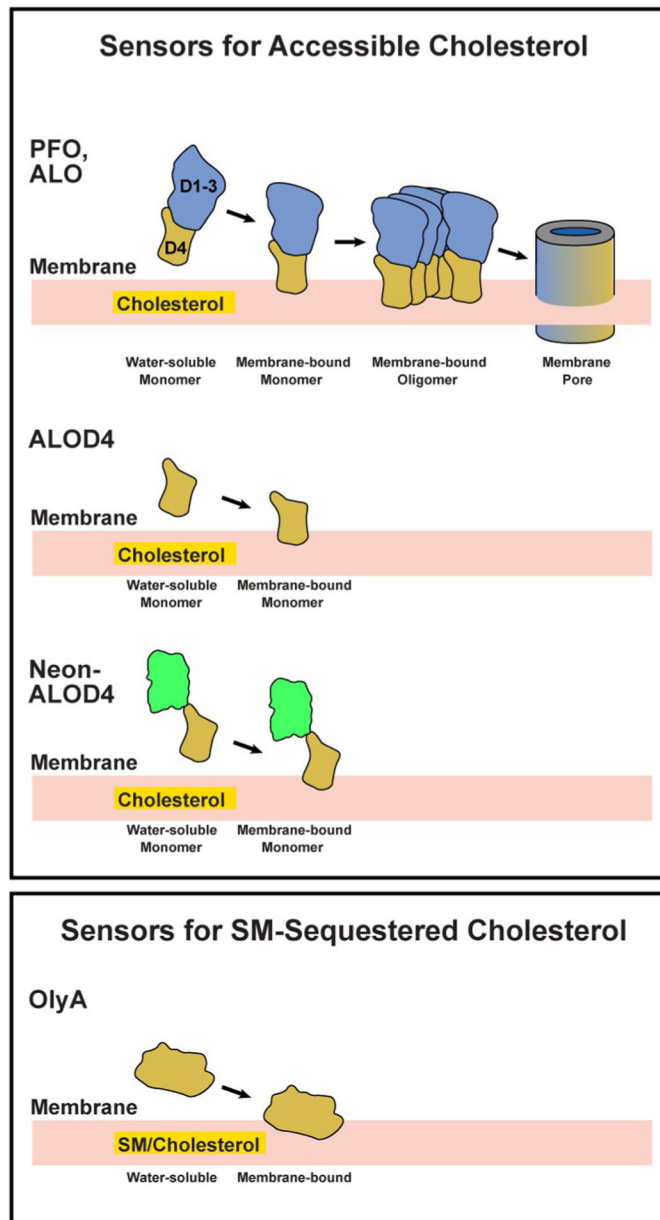 Sensors for Accessible Cholesterol
PFO,
ALO
D1-3
D4
Membrane
Cholesterol
Water-soluble Monomer
Membrane-bound Monomer
Membrane-bound Oligomer
Membrane Pore
ALOD4
Membrane
Cholesterol
Water-soluble Monomer
Membrane-bound Monomer
Neon-
ALOD4
Membrane
Cholesterol
Water-soluble Monomer
Membrane-bound Monomer
Sensors for SM-Sequestered Cholesterol
OlyA
Membrane
SM/Cholesterol
Water-soluble
Membrane-bound